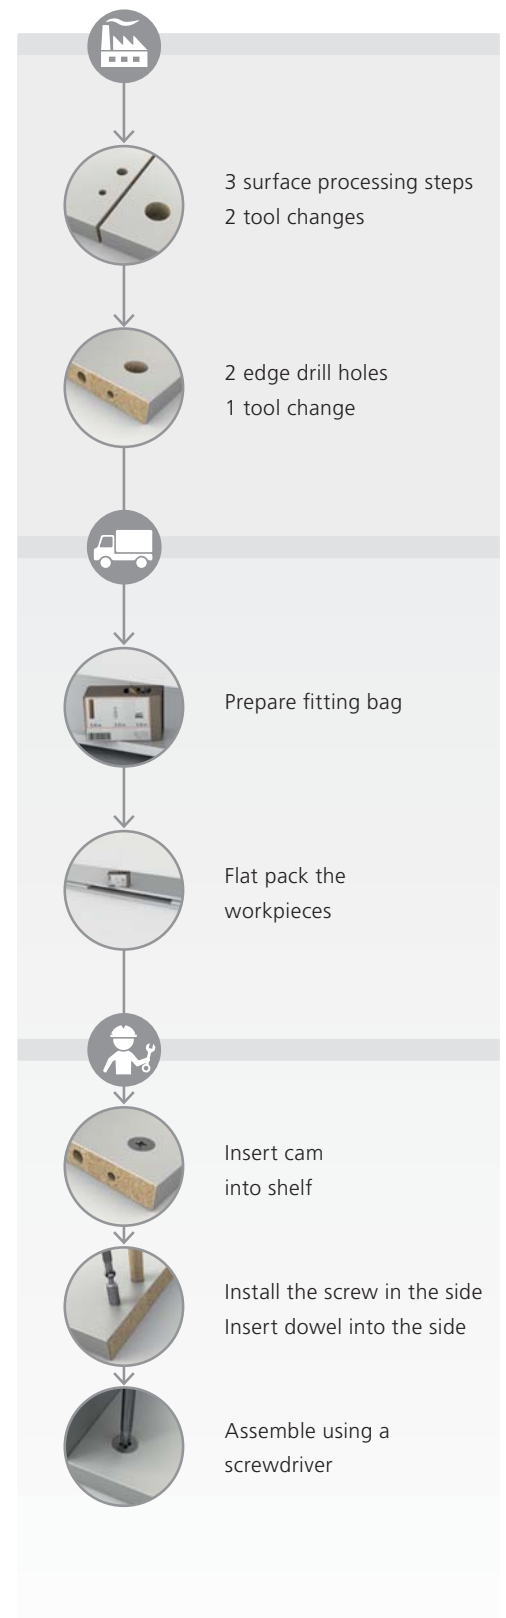 3 surface processing steps
2 tool changes
2 edge drill holes
1 tool change
Prepare fitting bag
Flat pack the
workpieces
Insert cam
into shelf
Install the screw in the side
Insert dowel into the side
Assemble using a
screwdriver